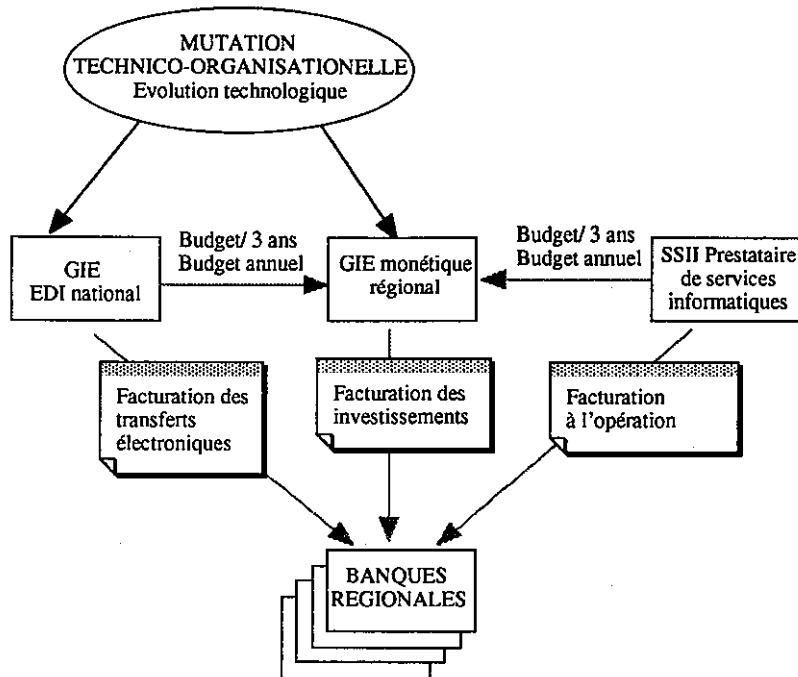 MUTATION
TECHNICO-ORGANISATIONELLE
Evolution technologique
GIE
EDI national
Budget/ 3 ans
Budget annuel
GIE monétique
régional
Budget/ 3 ans
Budget annuel
SSII Prestataire
de services
informatiques
Facturation des
transferts
électroniques
Facturation des
investissements
Facturation
à l'opération
BANQUES
REGIONALES